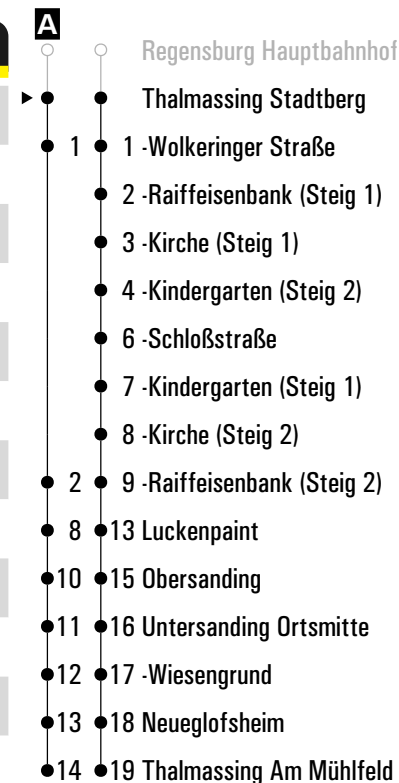 A
Regensburg Hauptbahnhof
Thalmassing Stadtberg
1 1 -Wolkeringer Straße
2 -Raiffeisenbank (Steig 1)
3 -Kirche (Steig 1)
4 -Kindergarten (Steig 2)
6 -Schloßstraße
7 -Kindergarten (Steig 1)
8 -Kirche (Steig 2)
2 9 -Raiffeisenbank (Steig 2)
8 13 Luckenpaint
10 15 Obersanding
11 16 Untersanding Ortsmitte
12 17 -Wiesengrund
13 18 Neueglofsheim
14 19 Thalmassing Am Mühlfeld